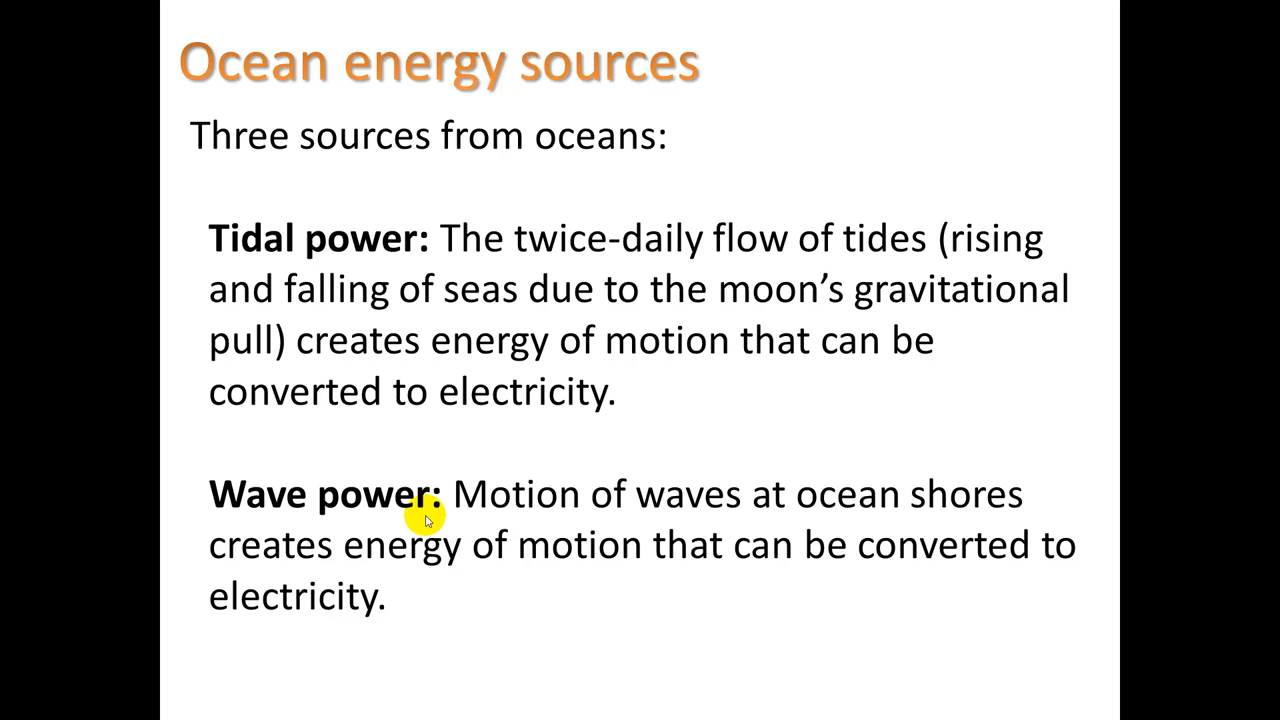 Ocean energy sources
Three sources from oceans:
Tidal power: The twice-daily flow of tides (rising
and falling of seas due to the moon’s gravitational
pull) creates energy of motion that can be
converted to electricity.
Wave power: Motion of waves at ocean shores
creates energy of motion that can be converted to
electricity.